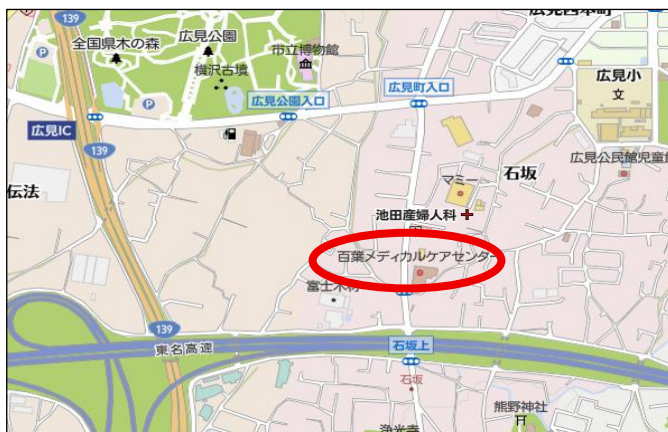 139
広見西本町
全国県木の森
広見公園
市立博物館
横沢古墳
広見小
文
広見公園入口
広見町入口
広見IC
139
広見公民館児童館
石坂
伝法
マミー
池田産婦人科
百葉メディカルケアセンター
富士木材
139
東名高速
石坂上
石坂
熊野神社
浄光寺